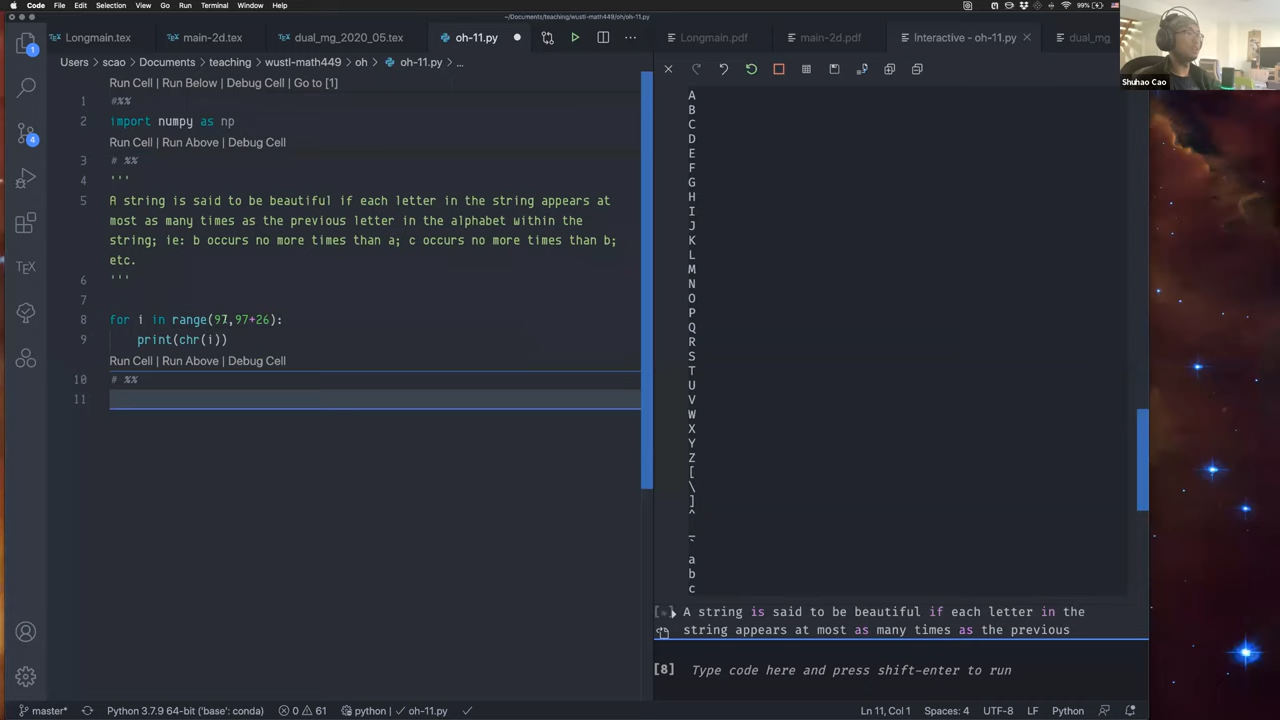 Code File Edit Selection View Go Run Terminal Window Help 99%
~/Documents/teaching/wustl-math449/oh/oh-11.py
Longmain.tex main-2d.tex dual_mg_2020_05.tex oh-11.py
Users > scao > Documents > teaching > wustl-math449 > oh > oh-11.py > ...
Run Cell | Run Below | Debug Cell | Go to [1]
1 #%%
2 import numpy as np
Run Cell | Run Above | Debug Cell
3 # %%
4 '''
5 A string is said to be beautiful if each letter in the string appears at
most as many times as the previous letter in the alphabet within the
string; ie: b occurs no more times than a; c occurs no more times than b;
etc.
6 '''
7
8 for i in range(97,97+26):
9 print(chr(i))
Run Cell | Run Above | Debug Cell
10 # %%
11
TEX
1
4
Longmain.pdf main-2d.pdf Interactive - oh-11.py dual_mg
A
B
C
D
E
F
G
H
I
J
K
L
M
N
O
P
Q
R
S
T
U
V
W
X
Y
Z
[
\
]
^
_
`
a
b
c
[*] A string is said to be beautiful if each letter in the
string appears at most as many times as the previous
[8] Type code here and press shift-enter to run
Shuhao Cao
master* Python 3.7.9 64-bit ('base': conda) 0 61 python | oh-11.py Ln 11, Col 1 Spaces: 4 UTF-8 LF Python